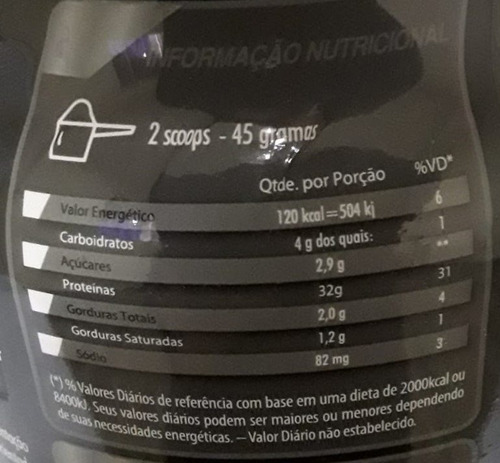 INFORMAÇÃO NUTRICIONAL
2 scoops - 45 gramas
Qtde. por Porção %VD*
Valor Energético 120 kcal=504 kj 6
Carboidratos 4 g dos quais: 1
Açúcares 2,9 g **
Proteínas 32g 31
Gorduras Totais 2,0 g 4
Gorduras Saturadas 1,2 g 1
Sódio 82 mg 3
(*) % Valores Diários de referência com base em uma dieta de 2000kcal ou
8400kj. Seus valores diários podem ser maiores ou menores dependendo
de suas necessidades energéticas. — Valor Diário não estabelecido.